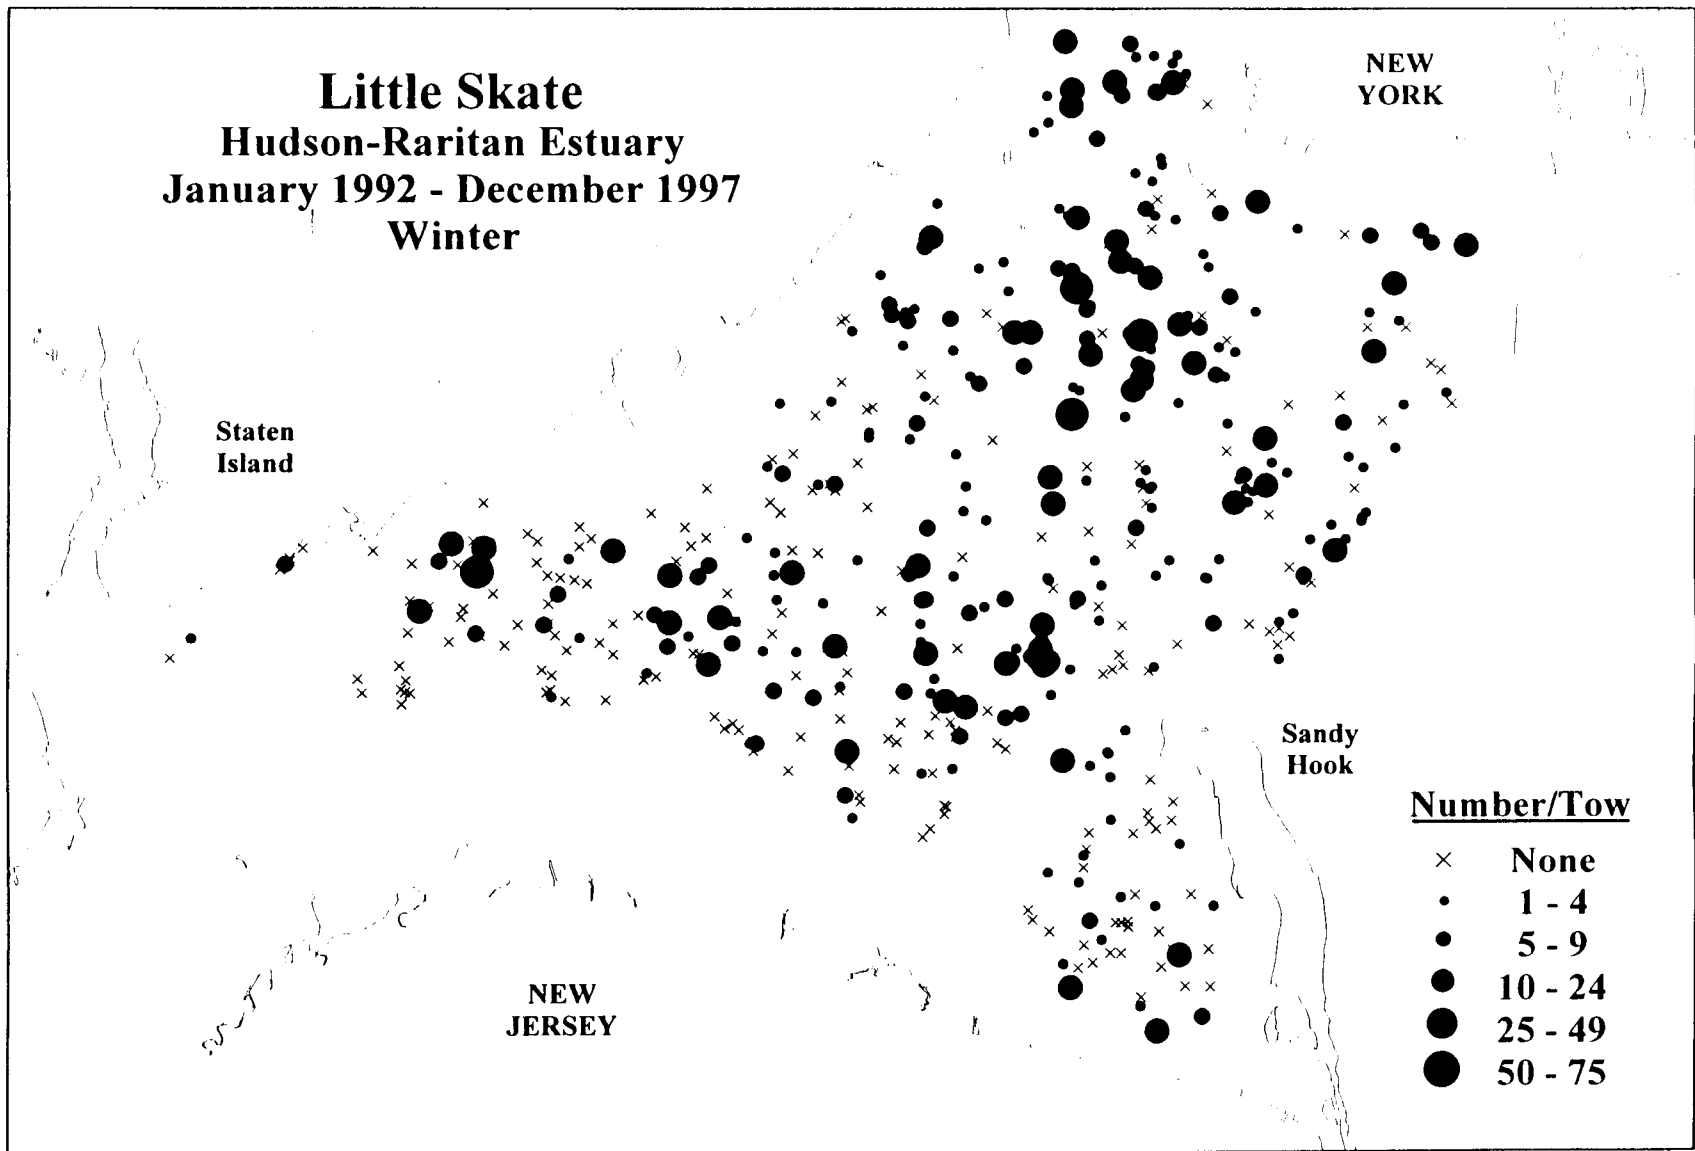 Little Skate
Hudson-Raritan Estuary
January 1992 - December 1997
Winter
NEW
YORK
Staten
Island
Sandy
Hook
NEW
JERSEY
Number/Tow
None
1 - 4
5 - 9
10 - 24
25 - 49
50 - 75